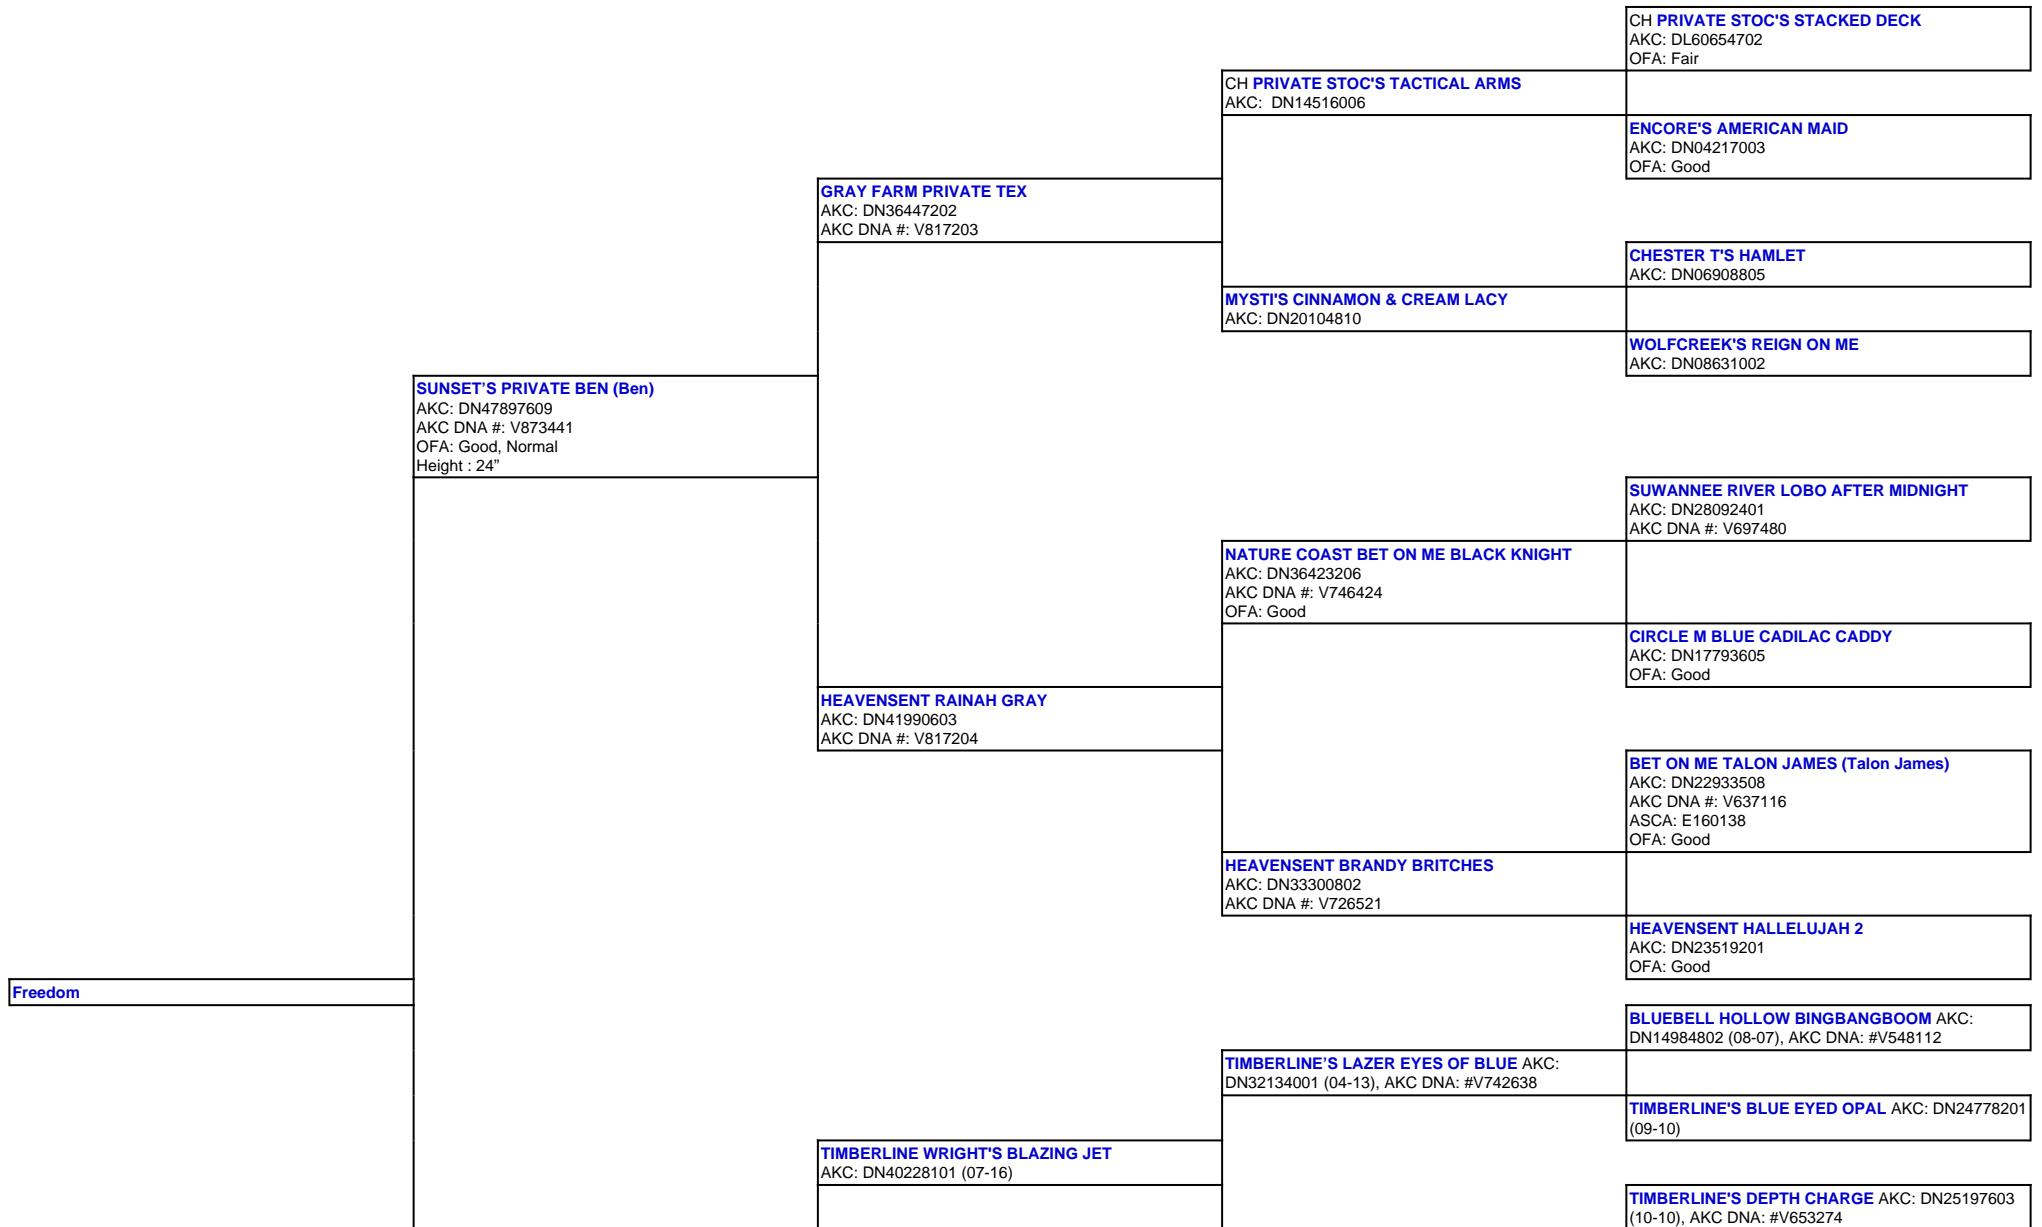 CH PRIVATE STOC'S STACKED DECK
AKC: DL60654702
OFA: Fair
CH PRIVATE STOC'S TACTICAL ARMS
AKC:  DN14516006
ENCORE'S AMERICAN MAID
AKC: DN04217003
OFA: Good
GRAY FARM PRIVATE TEX
AKC: DN36447202
AKC DNA #: V817203
CHESTER T'S HAMLET
AKC: DN06908805
MYSTI'S CINNAMON & CREAM LACY
AKC: DN20104810
WOLFCREEK'S REIGN ON ME
AKC: DN08631002
SUNSET’S PRIVATE BEN (Ben)
AKC: DN47897609
AKC DNA #: V873441
OFA: Good, Normal
Height : 24”
SUWANNEE RIVER LOBO AFTER MIDNIGHT
AKC: DN28092401
AKC DNA #: V697480
NATURE COAST BET ON ME BLACK KNIGHT
AKC: DN36423206
AKC DNA #: V746424
OFA: Good
CIRCLE M BLUE CADILAC CADDY
AKC: DN17793605
OFA: Good
HEAVENSENT RAINAH GRAY
AKC: DN41990603
AKC DNA #: V817204
BET ON ME TALON JAMES (Talon James)
AKC: DN22933508
AKC DNA #: V637116
ASCA: E160138
OFA: Good
HEAVENSENT BRANDY BRITCHES
AKC: DN33300802
AKC DNA #: V726521
HEAVENSENT HALLELUJAH 2
AKC: DN23519201
OFA: Good
Freedom
BLUEBELL HOLLOW BINGBANGBOOM AKC:
DN14984802 (08-07), AKC DNA: #V548112
TIMBERLINE’S LAZER EYES OF BLUE AKC:
DN32134001 (04-13), AKC DNA: #V742638
TIMBERLINE'S BLUE EYED OPAL AKC: DN24778201
(09-10)
TIMBERLINE WRIGHT'S BLAZING JET
AKC: DN40228101 (07-16)
TIMBERLINE'S DEPTH CHARGE AKC: DN25197603
(10-10), AKC DNA: #V653274